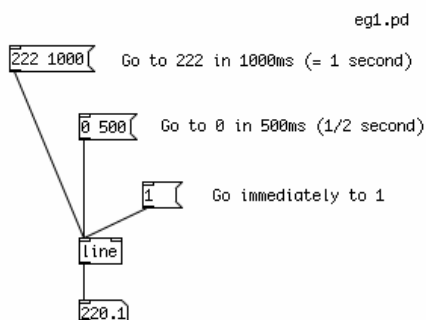 eg1.pd
222 1000 Go to 222 in 1000ms (= 1 second)
0 500 Go to 0 in 500ms (1/2 second)
1 Go immediately to 1
line
220.1